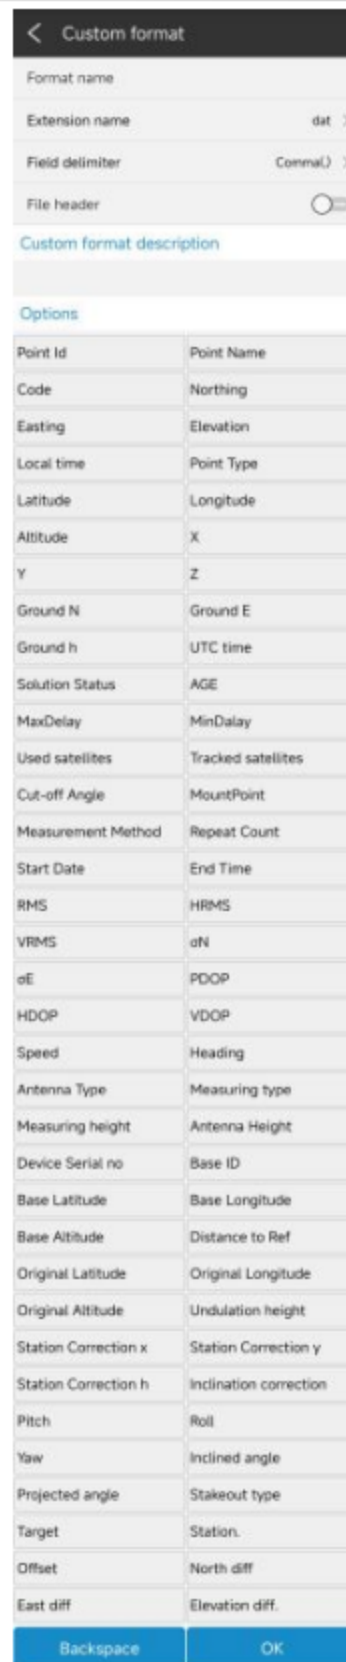 Custom format
Format name
Extension name dat
Field delimiter Comma(,)
File header
Custom format description
Options
Point Id Point Name
Code Northing
Easting Elevation
Local time Point Type
Latitude Longitude
Altitude X
Y Z
Ground N Ground E
Ground h UTC time
Solution Status AGE
MaxDelay MinDalay
Used satellites Tracked satellites
Cut-off Angle MountPoint
Measurement Method Repeat Count
Start Date End Time
RMS HRMS
VRMS σN
σE PDOP
HDOP VDOP
Speed Heading
Antenna Type Measuring type
Measuring height Antenna Height
Device Serial no Base ID
Base Latitude Base Longitude
Base Altitude Distance to Ref
Original Latitude Original Longitude
Original Altitude Undulation height
Station Correction x Station Correction y
Station Correction h Inclination correction
Pitch Roll
Yaw Inclined angle
Projected angle Stakeout type
Target Station.
Offset North diff
East diff Elevation diff.
Backspace OK